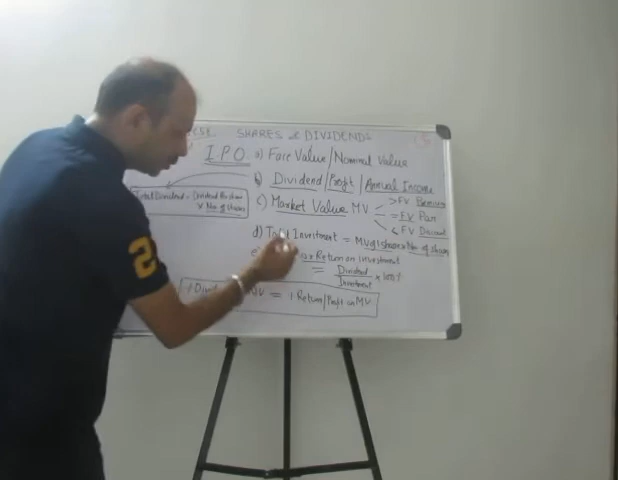 SHARES & DIVIDENDS
I.P.O. a) Face Value/Nominal Value
b) Dividend/Profit/Annual Income
Total Dividend = Dividend Per share
x No of shares
c) Market Value MV
> FV Premium
= FV Par
< FV Discount
d) Total Investment = MV of 1 share x No of shares
or Return on Investment
= Dividend/Investment x 100%
= 1 Return/Profit on MV
2